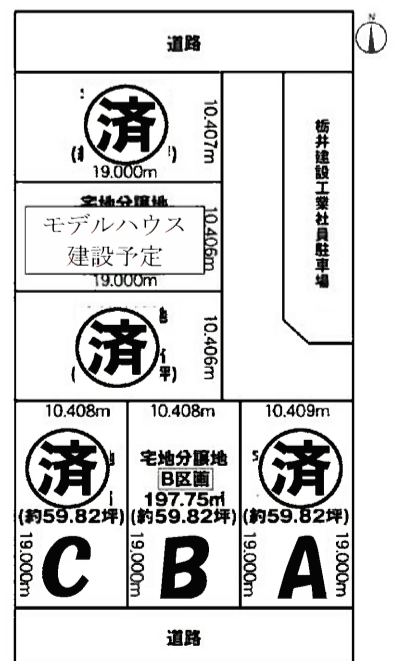 N
道路
済
10.407m
19.000m
栃井建設工業社員駐車場
宅地分譲地
モデルハウス
建設予定
10.406m
19.000m
済
10.406m
坪)
10.408m
10.408m
10.409m
済
宅地分譲地
B区画
197.75㎡
済
(約59.82坪)
(約59.82坪)
(約59.82坪)
19.000m
C
19.000m
B
19.000m
A
19.000m
道路